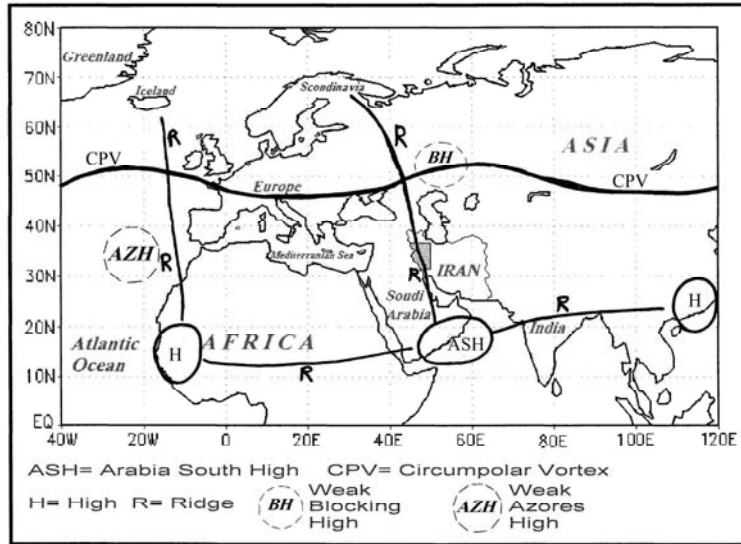 80N
Greenland
70N
Iceland
Scondinavia
60N
R
R
ASIA
BH
CPV
50N
CPV
Europe
40N
AZH
Mediterranean Sea
R
R
IRAN
30N
Soudi
Arabia
R
H
20N
India
Atlantic
Ocean
H
AFRICA
ASH
10N
R
EQ
40W
20W
0
20E
40E
60E
80E
100E
120E
ASH= Arabia South High CPV= Circumpolar Vortex
H= High R= Ridge
BH
Weak
Blocking
High
AZH
Weak
Azores
High